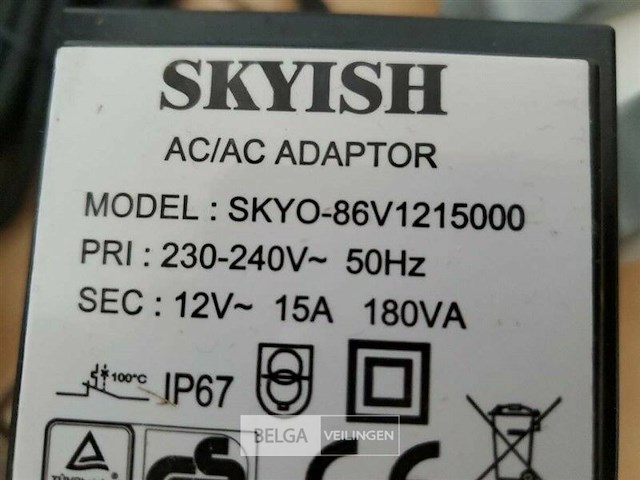 SKYISH
AC/AC ADAPTOR
MODEL : SKYO-86V1215000
PRI : 230-240V~ 50Hz
SEC : 12V~ 15A 180VA
100°C IP67
BELGA VEILINGEN
CE